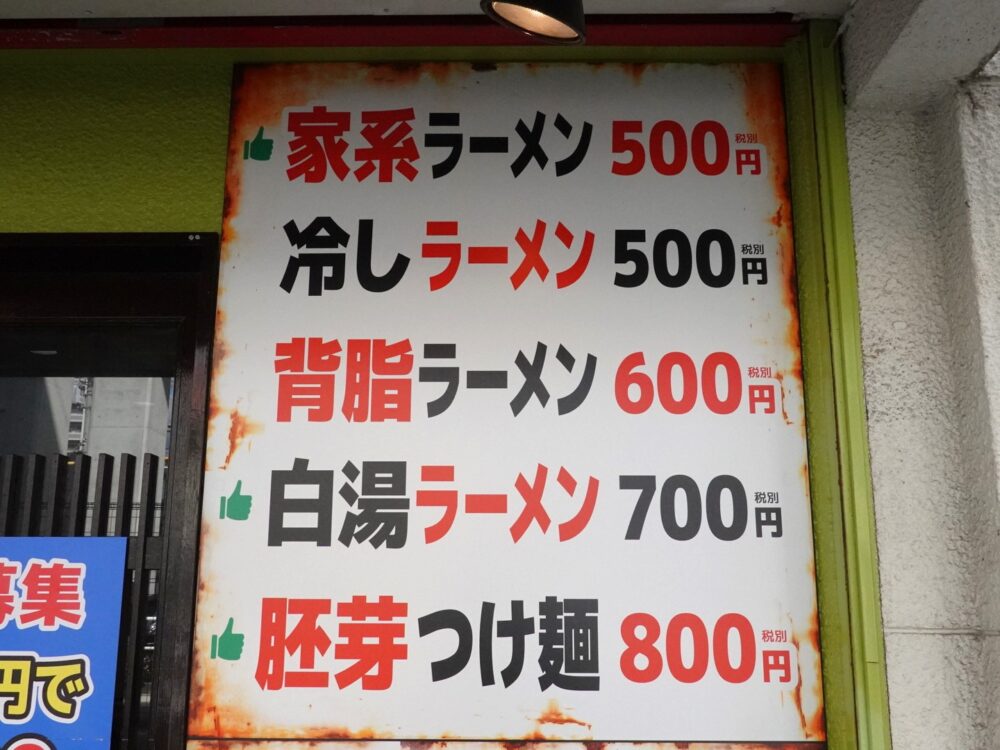 家系ラーメン 500円 税別
冷しラーメン 500円 税別
背脂ラーメン 600円 税別
白湯ラーメン 700円 税別
胚芽つけ麺 800円 税別
募集
円で